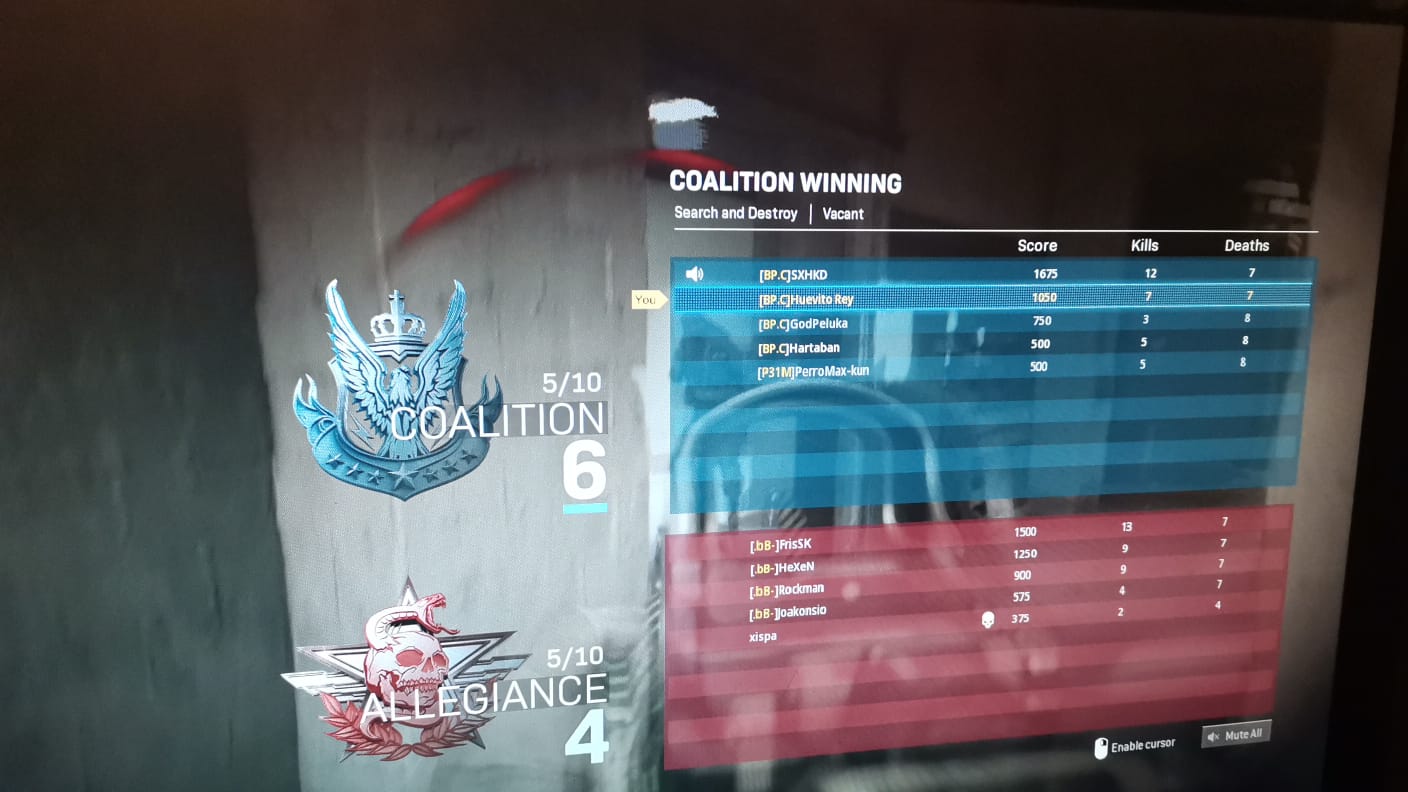 COALITION WINNING
Search and Destroy | Vacant
Score Kills Deaths
[BP.C]SXHKD 1675 12 7
You [BP.C]Huevito Rey 1050 7 7
[BP.C]GodPeluka 750 3 8
[BP.C]Hartaban 500 5 8
[P31M]PerroMax-kun 500 5 8
5/10
COALITION
6
[.bB-]FrisSK 1500 13 7
[.bB-]HeXeN 1250 9 7
[.bB-]Rockman 900 9 7
[.bB-]Joakonsio 575 4 7
xispa 375 2 4
5/10
ALLEGIANCE
4
Enable cursor Mute All